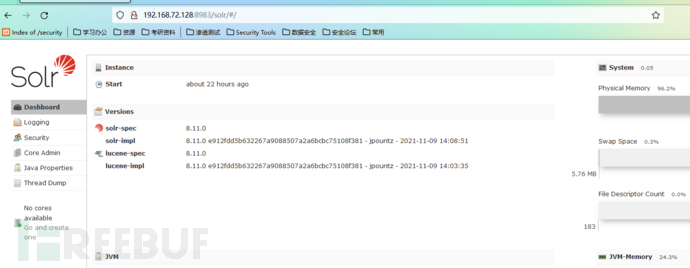 192.168.72.128:8983/solr/#/
Index of /security 学习办公 资源 考研资料 渗透测试 Security Tools 数据安全 安全论坛 常用
Solr
Dashboard
Logging
Security
Core Admin
Java Properties
Thread Dump
No cores
available
Go and create
one
Instance
Start about 22 hours ago
Versions
solr-spec 8.11.0
solr-impl 8.11.0 e912fdd5b632267a9088507a2a6bcbc75108f381 - jpountz - 2021-11-09 14:08:51
lucene-spec 8.11.0
lucene-impl 8.11.0 e912fdd5b632267a9088507a2a6bcbc75108f381 - jpountz - 2021-11-09 14:03:35
JVM
System 0.05
Physical Memory 96.2%
Swap Space 0.3%
5.76 MB
File Descriptor Count 0.0%
183
JVM-Memory 24.3%
FREEBUF